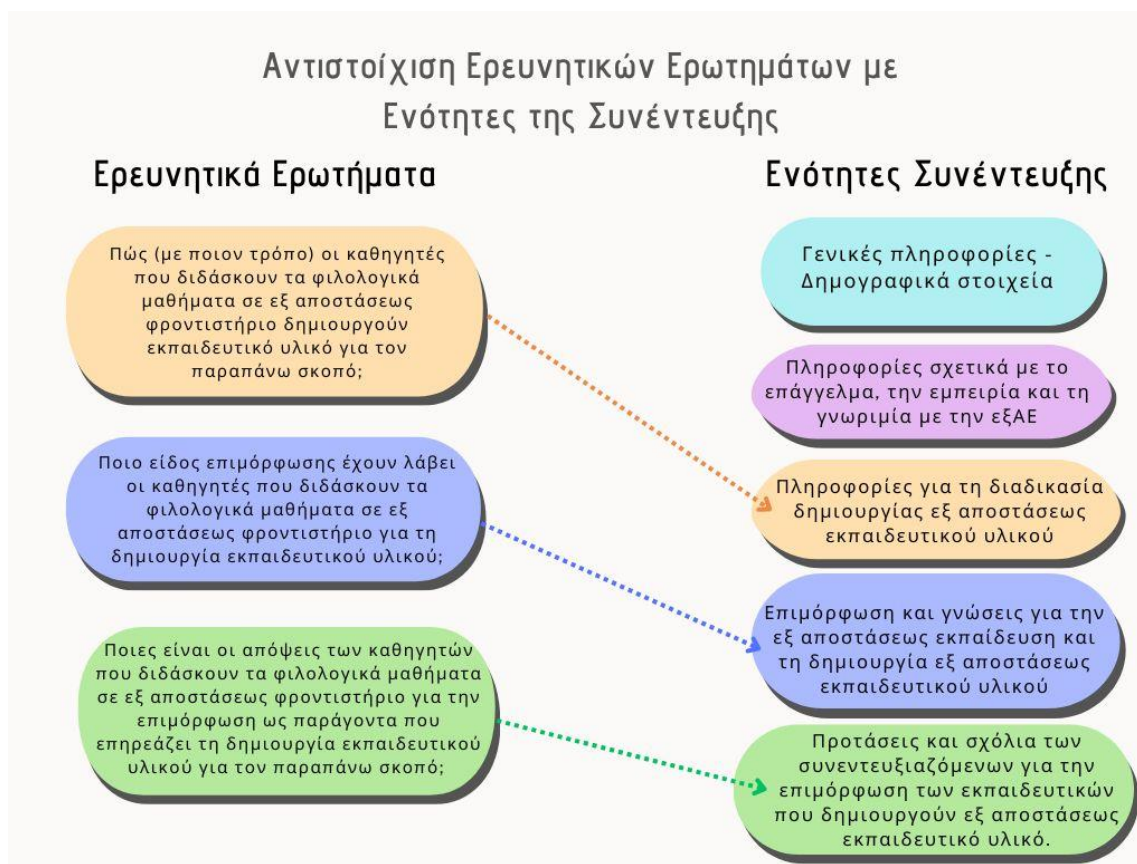 Αντιστοίχιση Ερευνητικών Ερωτημάτων με
Ενότητες της Συνέντευξης
Ερευνητικά Ερωτήματα
Πώς (με ποιον τρόπο) οι καθηγητές
που διδάσκουν τα φιλολογικά
μαθήματα σε εξ αποστάσεως
φροντιστήριο δημιουργούν
εκπαιδευτικό υλικό για τον
παραπάνω σκοπό;
Ποιο είδος επιμόρφωσης έχουν λάβει
οι καθηγητές που διδάσκουν τα
φιλολογικά μαθήματα σε εξ
αποστάσεως φροντιστήριο για τη
δημιουργία εκπαιδευτικού υλικού;
Ποιες είναι οι απόψεις των καθηγητών
που διδάσκουν τα φιλολογικά μαθήματα
σε εξ αποστάσεως φροντιστήριο για την
επιμόρφωση ως παράγοντα που
επηρεάζει τη δημιουργία εκπαιδευτικού
υλικού για τον παραπάνω σκοπό;
Ενότητες Συνέντευξης
Γενικές πληροφορίες -
Δημογραφικά στοιχεία
Πληροφορίες σχετικά με το
επάγγελμα, την εμπειρία και τη
γνωριμία με την εξΑΕ
Πληροφορίες για τη διαδικασία
δημιουργίας εξ αποστάσεως
εκπαιδευτικού υλικού
Επιμόρφωση και γνώσεις για την
εξ αποστάσεως εκπαίδευση και
τη δημιουργία εξ αποστάσεως
εκπαιδευτικού υλικού
Προτάσεις και σχόλια των
συνεντευξιαζόμενων για την
επιμόρφωση των εκπαιδευτικών
που δημιουργούν εξ αποστάσεως
εκπαιδευτικό υλικό.